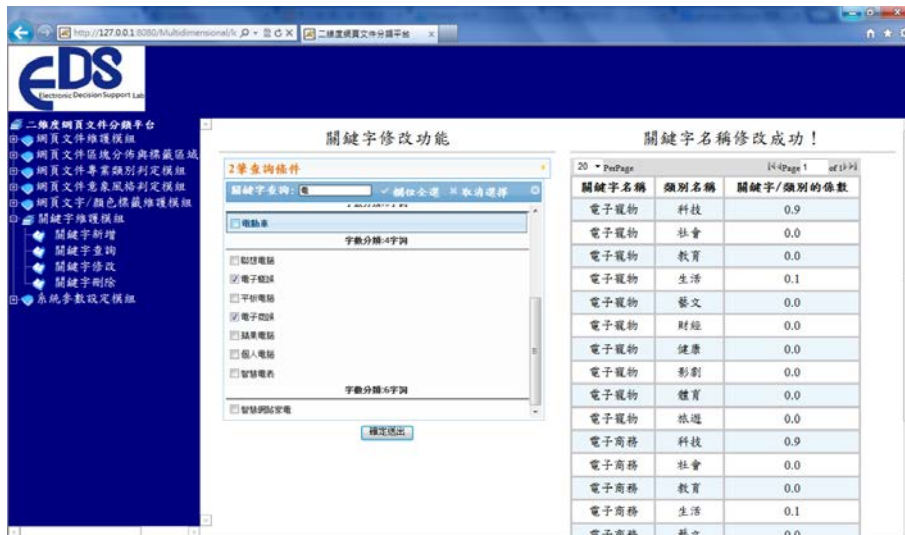 http://127.0.0.1:8080/Multidimensional/k
二維度網頁文件分類平台
EDS
Electronic Decision Support Lab
二維度網頁文件分類平台
網頁文件維護模組
網頁文件區塊分佈與標籤區域
網頁文件專業類別判定模組
網頁文件意象風格判定模組
網頁文字/顏色標籤維護模組
關鍵字維護模組
關鍵字新增
關鍵字查詢
關鍵字修改
關鍵字刪除
系統參數設定模組
關鍵字修改功能
2筆查詢條件
關鍵字查詢: 電 欄位全選 取消選擇
電動車
字數分類:4字詞
聯想電腦
平板電腦
蘋果電腦
個人電腦
智慧電表
字數分類:6字詞
智慧網路家電
確定送出
關鍵字名稱修改成功！
20 PerPage Page 1 of 1
關鍵字名稱 類別名稱 關鍵字/類別的係數
電子寵物 科技 0.9
電子寵物 社會 0.0
電子寵物 教育 0.0
電子寵物 生活 0.1
電子寵物 藝文 0.0
電子寵物 財經 0.0
電子寵物 健康 0.0
電子寵物 影劇 0.0
電子寵物 體育 0.0
電子寵物 旅遊 0.0
電子商務 科技 0.9
電子商務 社會 0.0
電子商務 教育 0.0
電子商務 生活 0.1
電子商務 藝文 0.0